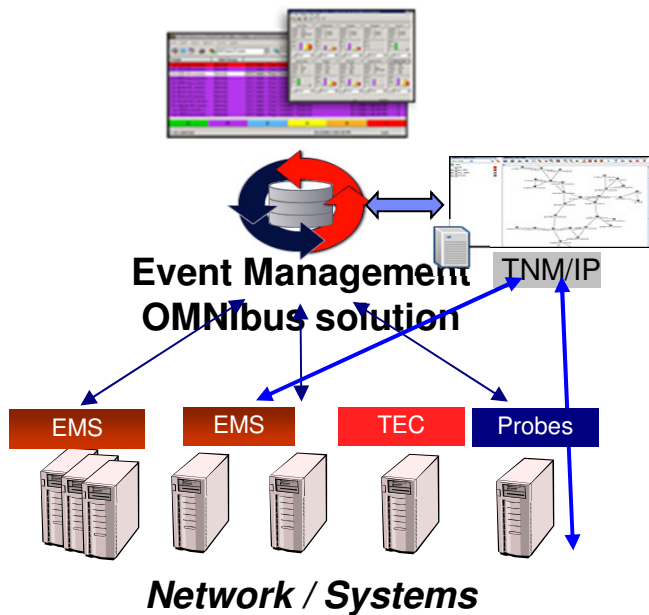 Event Management
TNM/IP
OMNIbus solution
EMS
EMS
TEC
Probes
Network / Systems